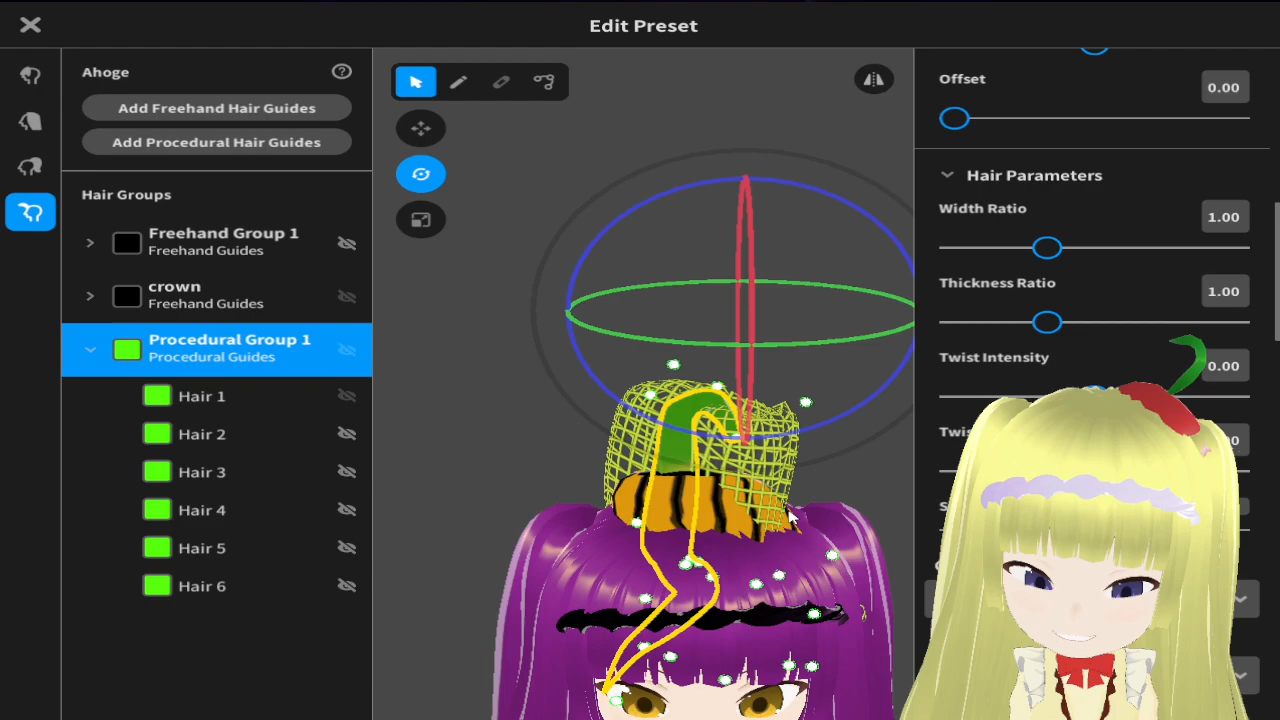 Edit Preset
Ahoge
Add Freehand Hair Guides
Add Procedural Hair Guides
Hair Groups
Freehand Group 1
Freehand Guides
crown
Freehand Guides
Procedural Group 1
Procedural Guides
Hair 1
Hair 2
Hair 3
Hair 4
Hair 5
Hair 6
Offset
0.00
Hair Parameters
Width Ratio
1.00
Thickness Ratio
1.00
Twist Intensity
0.00